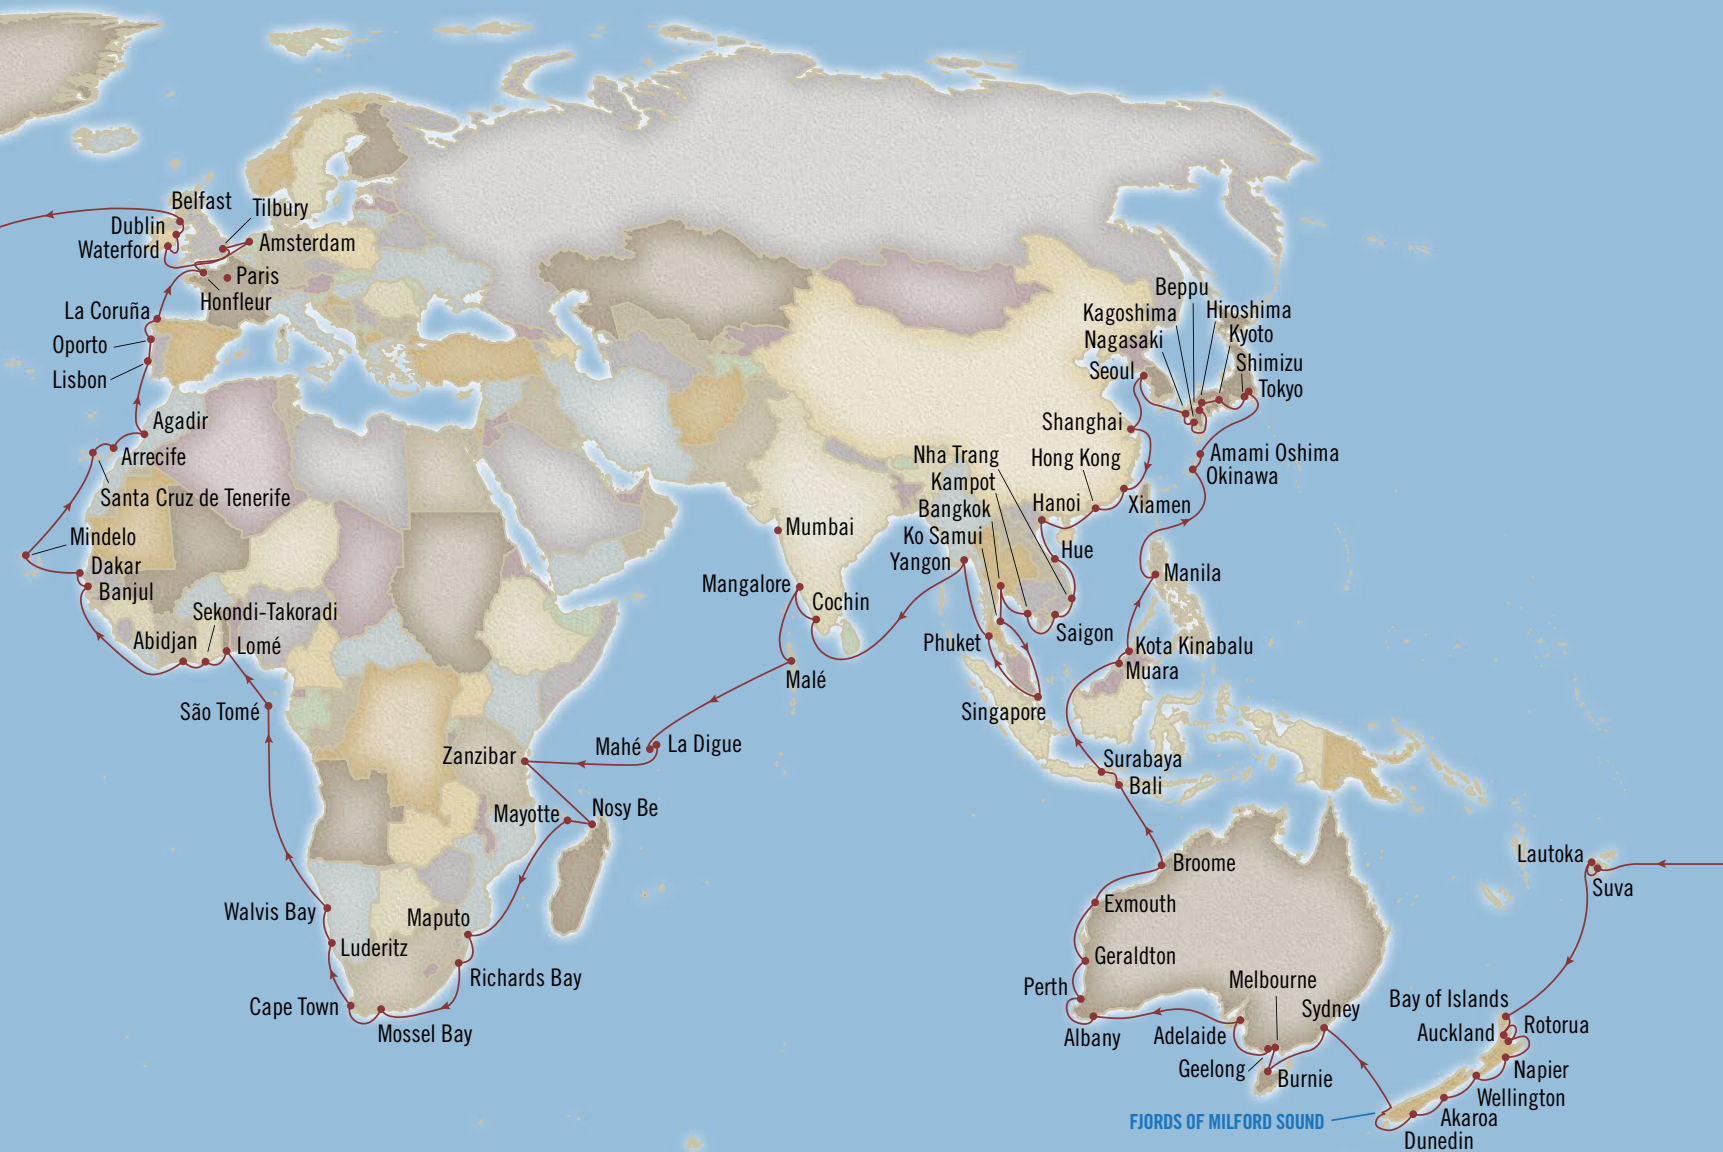 Belfast
Tilbury
Dublin
Waterford
Amsterdam
Paris
Honfleur
La Coruña
Oporto
Lisbon
Agadir
Arrecife
Santa Cruz de Tenerife
Mindelo
Dakar
Banjul
Sekondi-Takoradi
Abidjan
Lomé
São Tomé
Walvis Bay
Luderitz
Cape Town
Mossel Bay
Richards Bay
Maputo
Mayotte
Nosy Be
Zanzibar
Mahé
La Digue
Malé
Mumbai
Mangalore
Cochin
Beppu
Kagoshima
Hiroshima
Nagasaki
Kyoto
Shimizu
Seoul
Tokyo
Shanghai
Amami Oshima
Okinawa
Nha Trang
Hong Kong
Kampot
Bangkok
Hanoi
Xiamen
Ko Samui
Yangon
Hue
Manila
Phuket
Saigon
Kota Kinabalu
Muara
Singapore
Surabaya
Bali
Broome
Exmouth
Geraldton
Perth
Albany
Adelaide
Melbourne
Sydney
Geelong
Burnie
Lautoka
Suva
Bay of Islands
Auckland
Rotorua
Napier
Wellington
Akaroa
Dunedin
FJORDS OF MILFORD SOUND